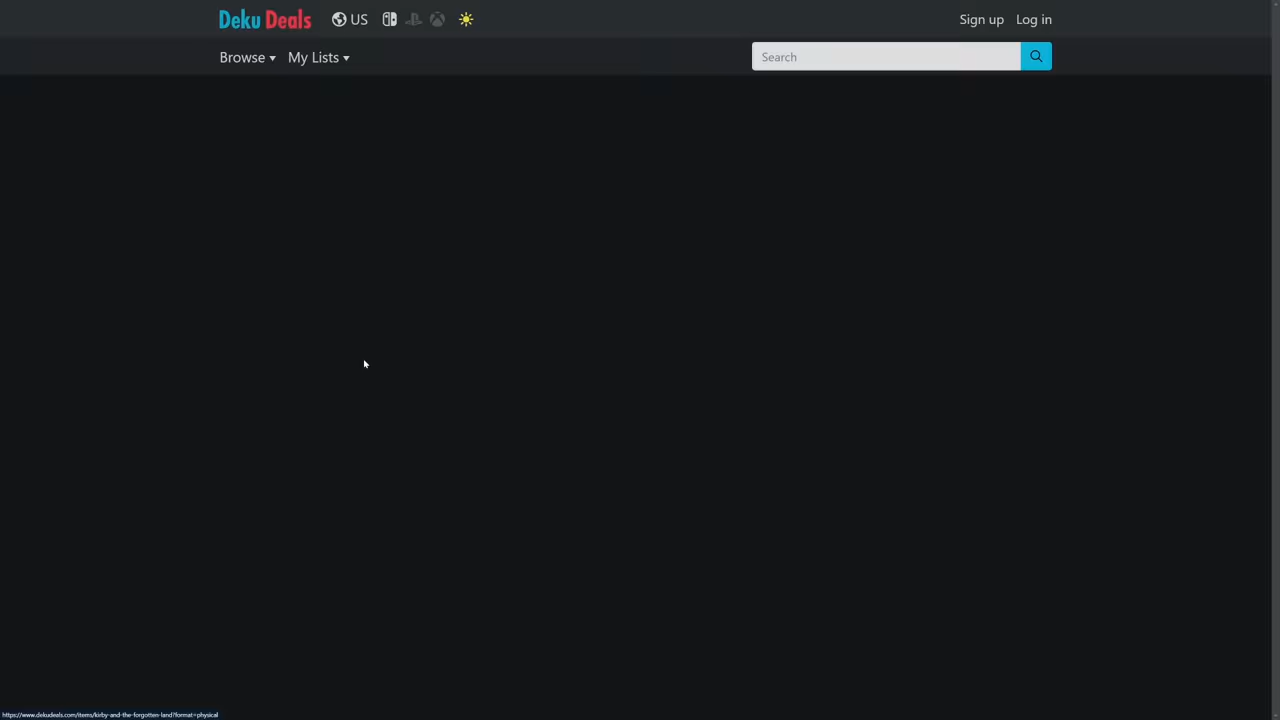 Deku Deals US Sign up Log in
Browse My Lists Search
https://www.dekudeals.com/items/kirby-and-the-forgotten-land?format=physical